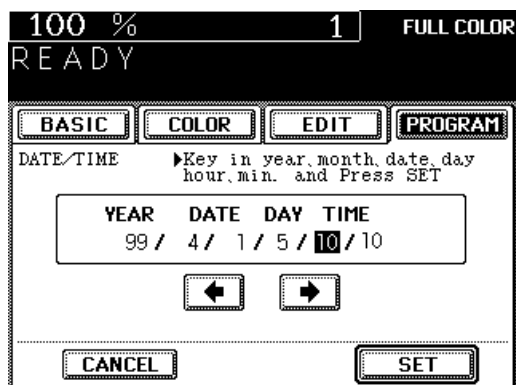 100 % 1 FULL COLOR
READY
BASIC COLOR EDIT PROGRAM
DATE/TIME ▶Key in year, month, date, day
hour, min. and Press SET
YEAR DATE DAY TIME
99 / 4 / 1 / 5 / 10 / 10
CANCEL SET